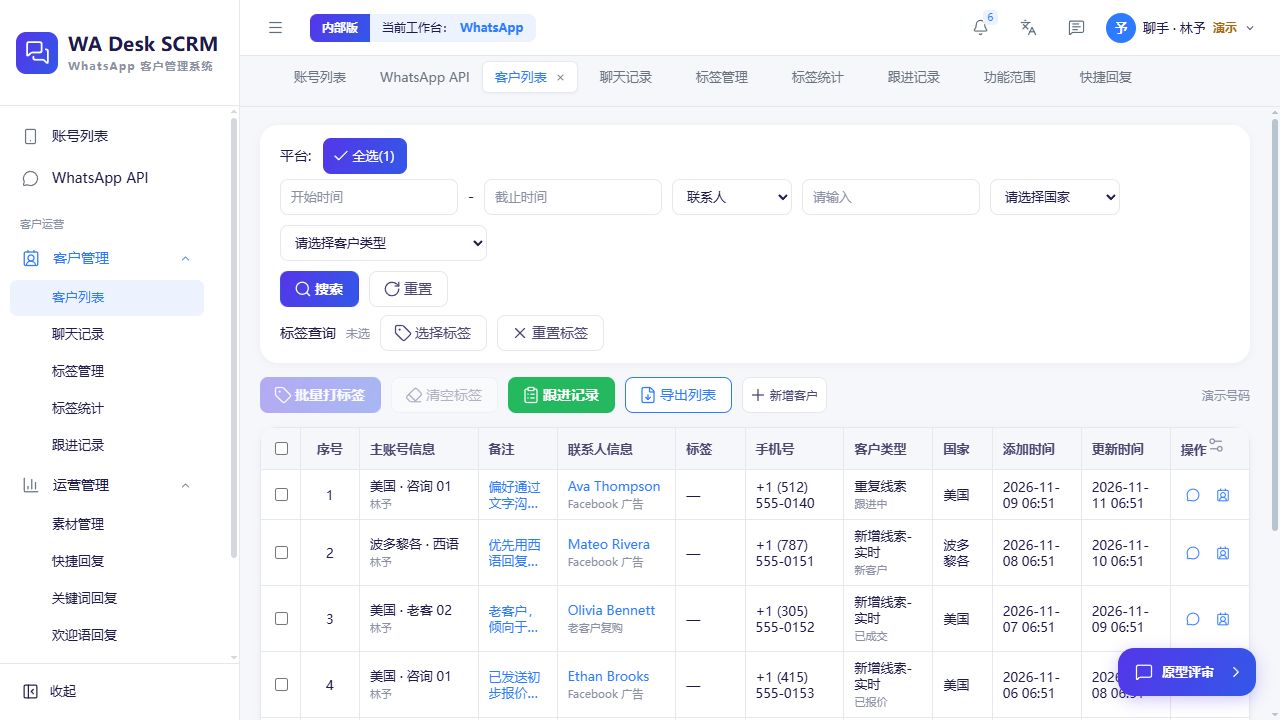 WA Desk SCRM
WhatsApp 客户管理系统
内部版 当前工作台： WhatsApp
6
予 聊手 · 林予 演示
账号列表 WhatsApp API 客户列表 × 聊天记录 标签管理 标签统计 跟进记录 功能范围 快捷回复
账号列表
WhatsApp API
客户运营
客户管理
客户列表
聊天记录
标签管理
标签统计
跟进记录
运营管理
素材管理
快捷回复
关键词回复
欢迎语回复
收起
平台: 全选(1)
开始时间 - 截止时间 联系人 请输入 请选择国家
请选择客户类型
搜索 重置
标签查询 未选 选择标签 重置标签
批量打标签 清空标签 跟进记录 导出列表 新增客户 演示号码
序号 主账号信息 备注 联系人信息 标签 手机号 客户类型 国家 添加时间 更新时间 操作
1 美国 · 咨询 01 林予 偏好通过文字沟... Ava Thompson Facebook 广告 — +1 (512) 555-0140 重复线索 跟进中 美国 2026-11-09 06:51 2026-11-11 06:51
2 波多黎各 · 西语 林予 优先用西语回复... Mateo Rivera Facebook 广告 — +1 (787) 555-0151 新增线索-实时 新客户 波多黎各 2026-11-08 06:51 2026-11-10 06:51
3 美国 · 老客 02 林予 老客户，倾向于... Olivia Bennett 老客户复购 — +1 (305) 555-0152 新增线索-实时 已成交 美国 2026-11-07 06:51 2026-11-09 06:51
4 美国 · 咨询 01 林予 已发送初步报价... Ethan Brooks Facebook 广告 — +1 (415) 555-0153 新增线索-实时 已报价 美国 2026-11-06 06:51 2026-11-08 06:51
原型评审